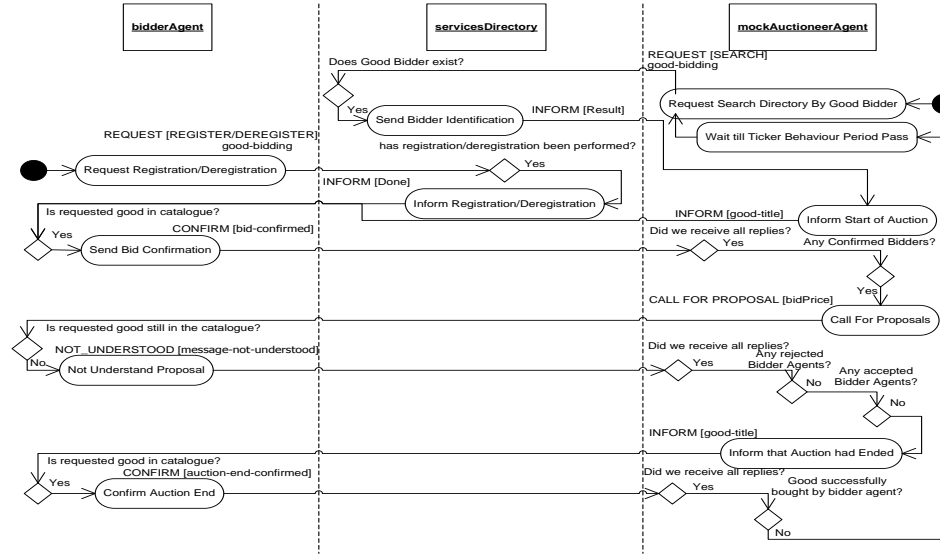 bidderAgent
servicesDirectory
mockAuctioneerAgent
REQUEST [SEARCH]
good-bidding
Does Good Bidder exist?
Request Search Directory By Good Bidder
Yes
INFORM [Result]
Send Bidder Identification
Wait till Ticker Behaviour Period Pass
REQUEST [REGISTER/DEREGISTER]
good-bidding
has registration/deregistration been performed?
Request Registration/Deregistration
Yes
INFORM [Done]
Inform Registration/Deregistration
Is requested good in catalogue?
INFORM [good-title]
Inform Start of Auction
CONFIRM [bid-confirmed]
Did we receive all replies?
Yes
Send Bid Confirmation
Yes
Any Confirmed Bidders?
Yes
CALL FOR PROPOSAL [bidPrice]
Call For Proposals
Is requested good still in the catalogue?
NOT_UNDERSTOOD [message-not-understood]
No
Not Understand Proposal
Did we receive all replies?
Yes
Any rejected
Bidder Agents?
No
Any accepted
Bidder Agents?
No
INFORM [good-title]
Inform that Auction had Ended
Is requested good in catalogue?
CONFIRM [auction-end-confirmed]
Yes
Confirm Auction End
Did we receive all replies?
Yes
Good successfully
bought by bidder agent?
No